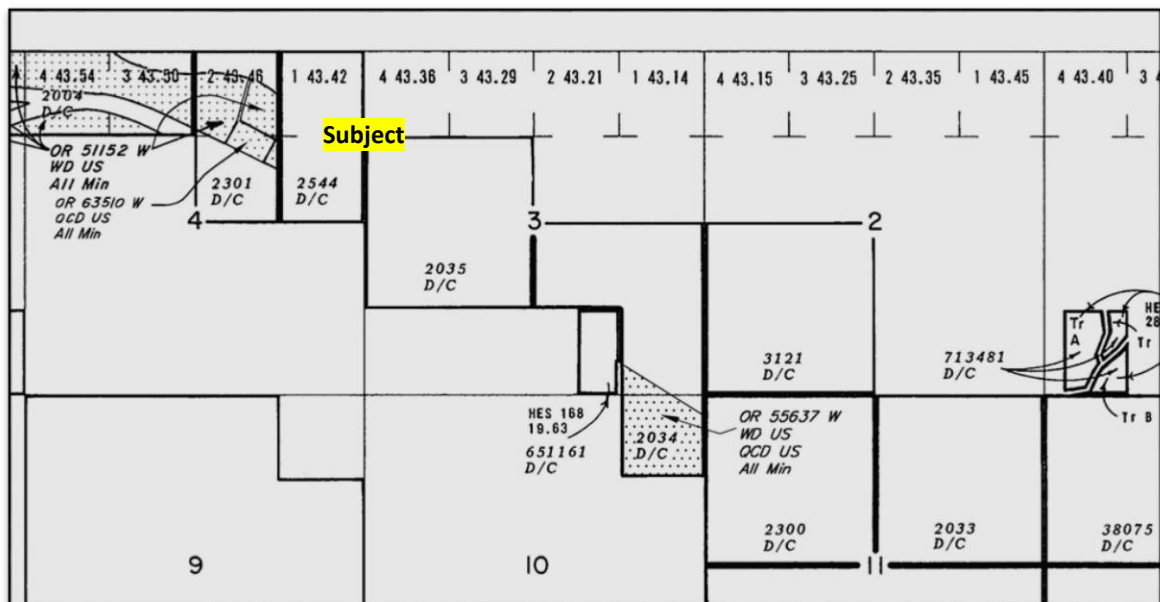 4 43.54
3 43.50
2 43.46
1 43.42
4 43.36
3 43.29
2 43.21
1 43.14
4 43.15
3 43.25
2 43.35
1 43.45
4 43.40
3 4
2004
D/C
Subject
OR 51152 W
WD US
All Min
OR 63510 W
QCD US
All Min
2301
D/C
2544
D/C
4
3
2
2035
D/C
3121
D/C
713481
D/C
HE
28
Tr
A
Tr
Tr B
HES 168
19.63
651161
D/C
2034
D/C
OR 55637 W
WD US
QCD US
All Min
2300
D/C
2033
D/C
38075
D/C
9
10
11